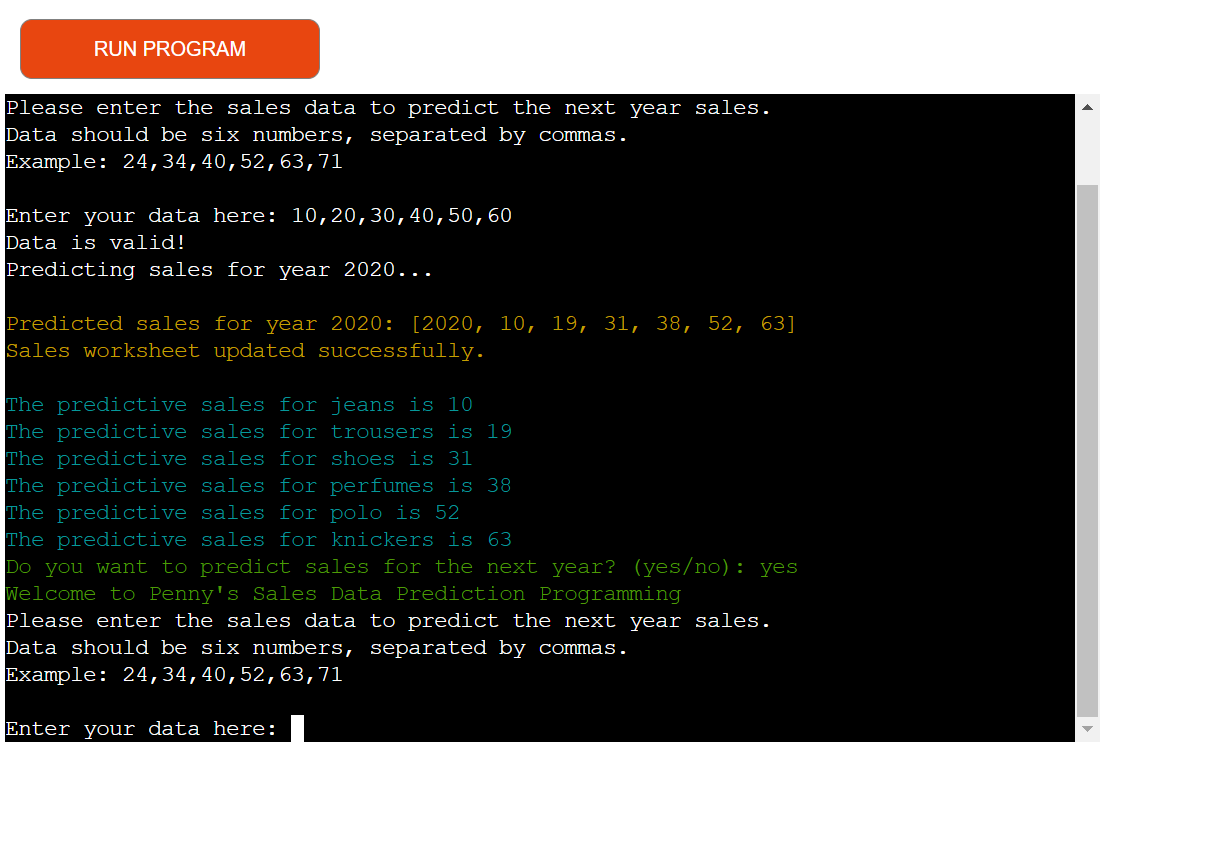 RUN PROGRAM
Please enter the sales data to predict the next year sales.
Data should be six numbers, separated by commas.
Example: 24,34,40,52,63,71
Enter your data here: 10,20,30,40,50,60
Data is valid!
Predicting sales for year 2020...
Predicted sales for year 2020: [2020, 10, 19, 31, 38, 52, 63]
Sales worksheet updated successfully.
The predictive sales for jeans is 10
The predictive sales for trousers is 19
The predictive sales for shoes is 31
The predictive sales for perfumes is 38
The predictive sales for polo is 52
The predictive sales for knickers is 63
Do you want to predict sales for the next year? (yes/no): yes
Welcome to Penny's Sales Data Prediction Programming
Please enter the sales data to predict the next year sales.
Data should be six numbers, separated by commas.
Example: 24,34,40,52,63,71
Enter your data here: